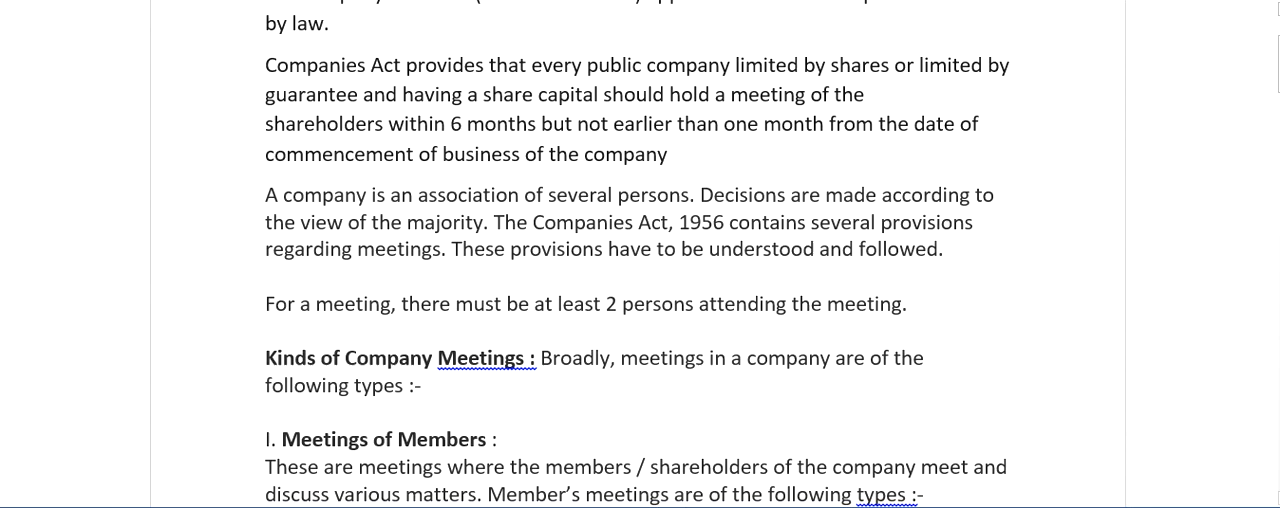 by law.
Companies Act provides that every public company limited by shares or limited by
guarantee and having a share capital should hold a meeting of the
shareholders within 6 months but not earlier than one month from the date of
commencement of business of the company
A company is an association of several persons. Decisions are made according to
the view of the majority. The Companies Act, 1956 contains several provisions
regarding meetings. These provisions have to be understood and followed.
For a meeting, there must be at least 2 persons attending the meeting.
Kinds of Company Meetings : Broadly, meetings in a company are of the
following types :-
I. Meetings of Members :
These are meetings where the members / shareholders of the company meet and
discuss various matters. Member’s meetings are of the following types :-